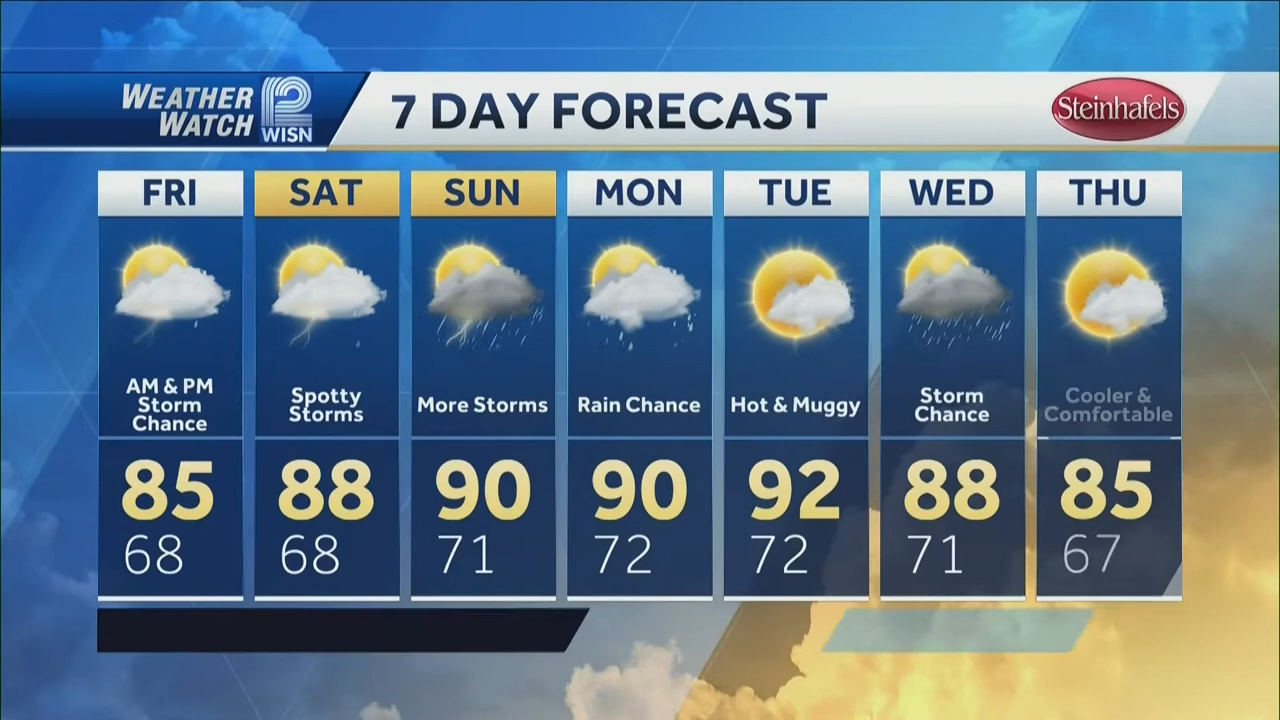 WEATHER
WATCH
12
WISN
7 DAY FORECAST
Steinhafels
FRI
SAT
SUN
MON
TUE
WED
THU
AM & PM
Storm
Chance
Spotty
Storms
More Storms
Rain Chance
Hot & Muggy
Storm
Chance
Cooler &
Comfortable
85
88
90
90
92
88
85
68
68
71
72
72
71
67